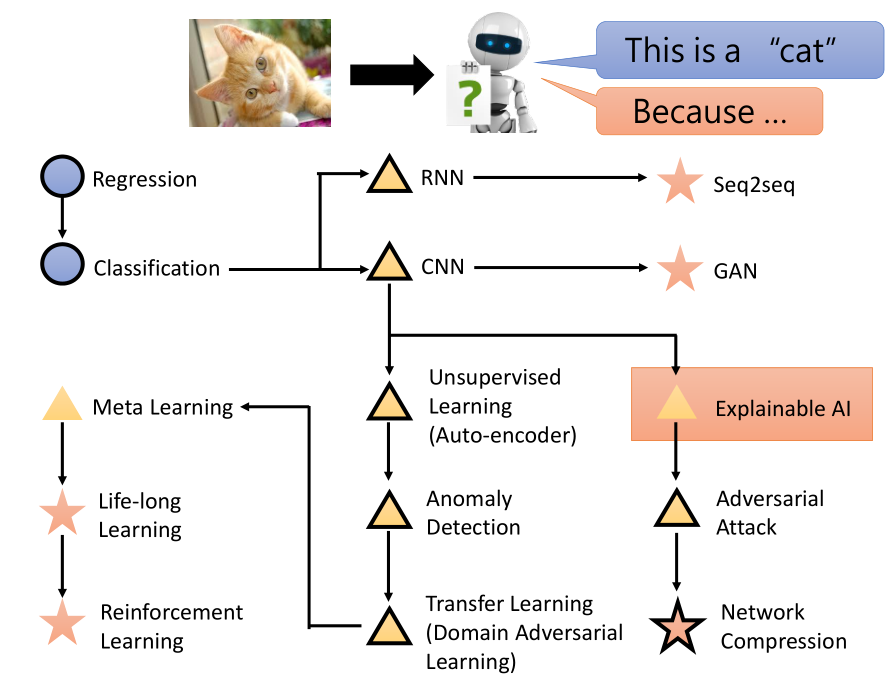 This is a “cat”
?
Because ...
Regression
RNN
Seq2seq
Classification
CNN
GAN
Unsupervised
Learning
(Auto-encoder)
Meta Learning
Explainable AI
Life-long
Learning
Anomaly
Detection
Adversarial
Attack
Reinforcement
Learning
Transfer Learning
(Domain Adversarial
Learning)
Network
Compression